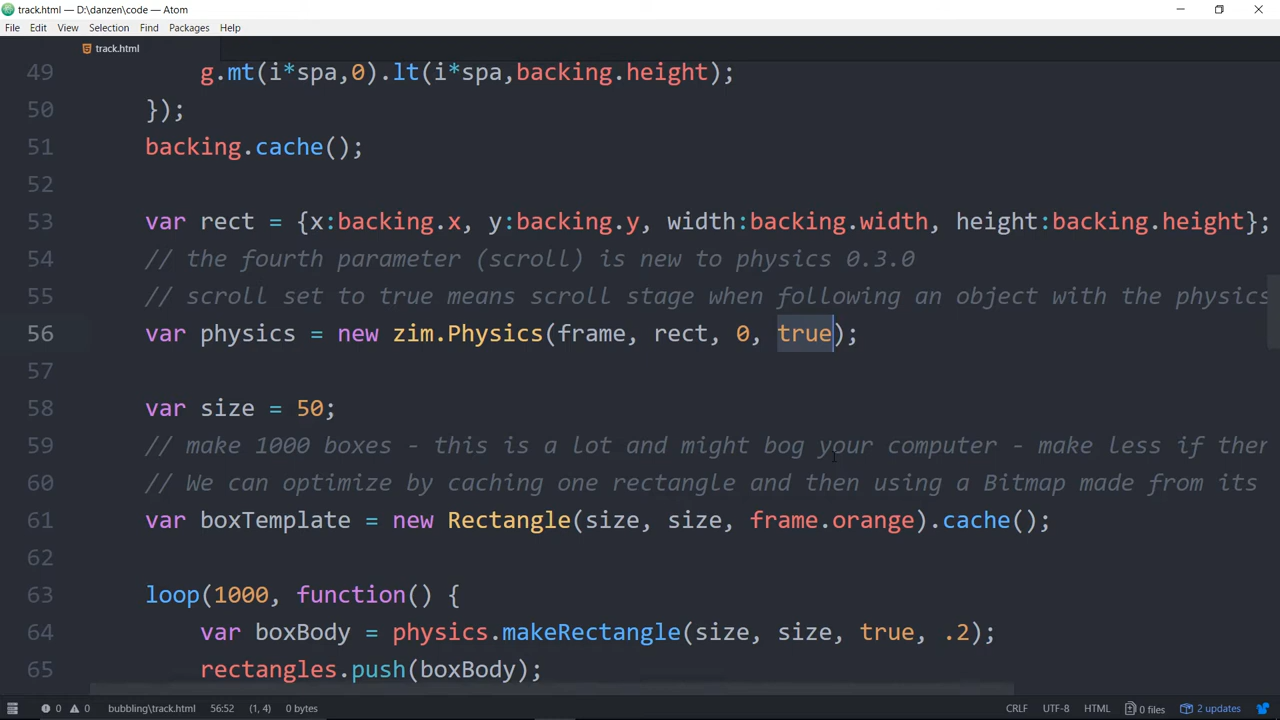 track.html — D:\danzen\code — Atom
File Edit View Selection Find Packages Help
track.html
49 g.mt(i*spa,0).lt(i*spa,backing.height);
50 });
51 backing.cache();
52
53 var rect = {x:backing.x, y:backing.y, width:backing.width, height:backing.height};
54 // the fourth parameter (scroll) is new to physics 0.3.0
55 // scroll set to true means scroll stage when following an object with the physics
56 var physics = new zim.Physics(frame, rect, 0, true);
57
58 var size = 50;
59 // make 1000 boxes - this is a lot and might bog your computer - make less if ther
60 // We can optimize by caching one rectangle and then using a Bitmap made from its
61 var boxTemplate = new Rectangle(size, size, frame.orange).cache();
62
63 loop(1000, function() {
64 var boxBody = physics.makeRectangle(size, size, true, .2);
65 rectangles.push(boxBody);
0 0 bubbling\track.html 56:52 (1, 4) 0 bytes CRLF UTF-8 HTML 0 files 2 updates